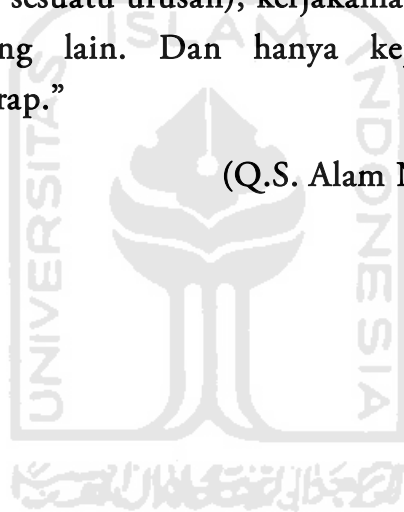 sesuatu urusan), kerjakanla
ng lain. Dan hanya ke
rap.”
(Q.S. Alam
ISLAM
UNIVERSITAS
INDONESIA